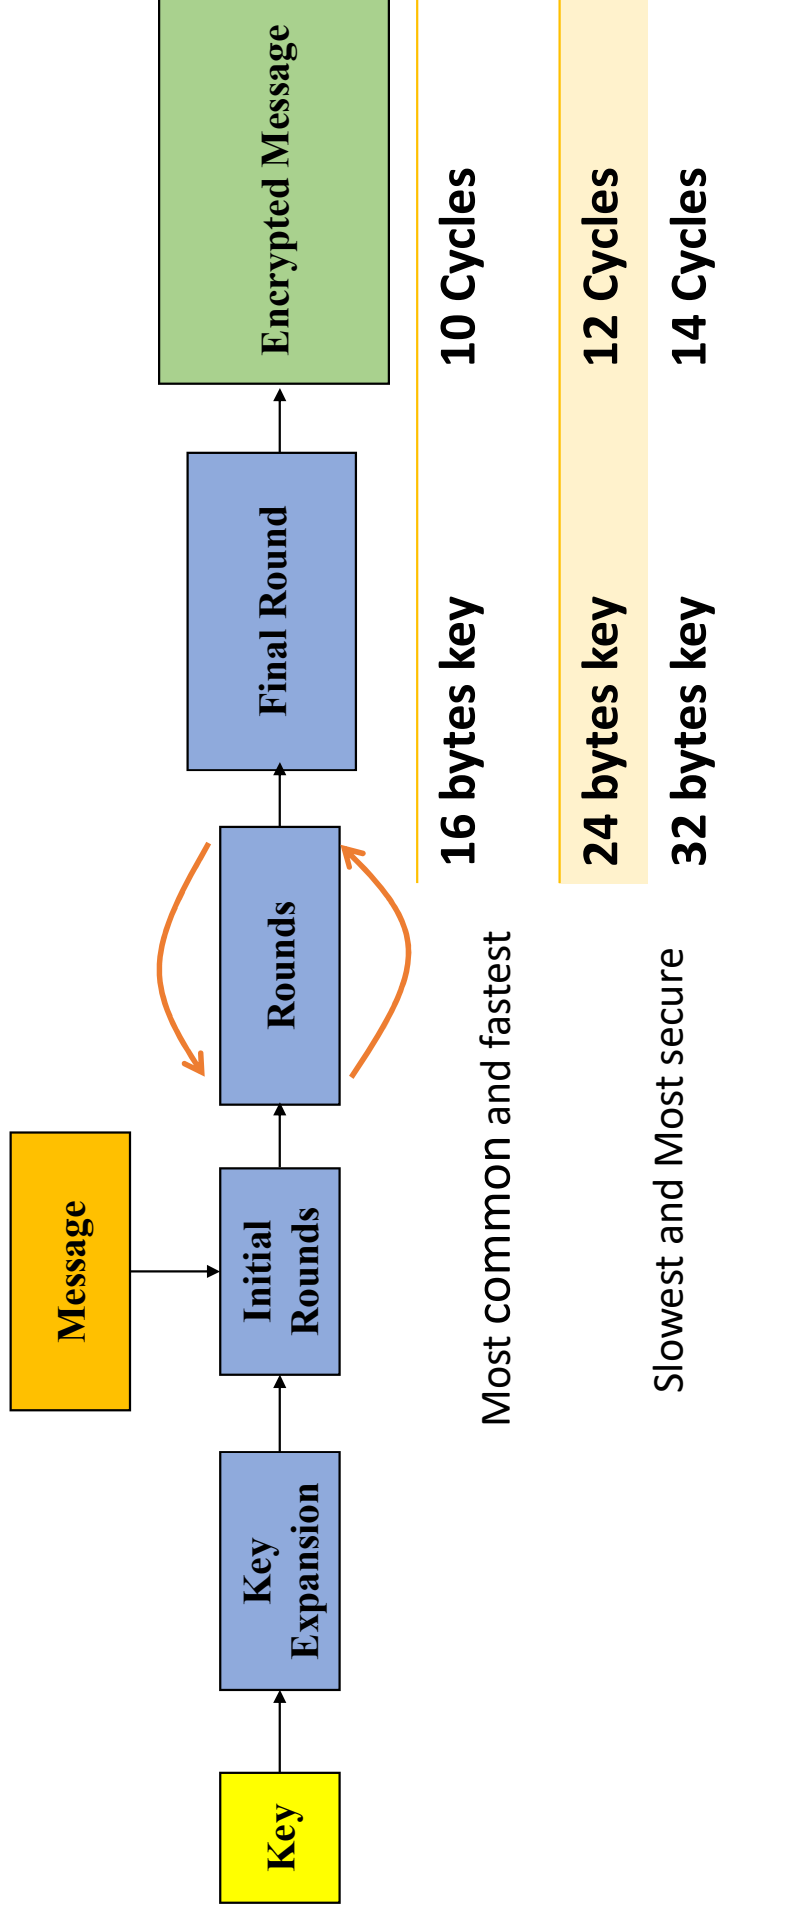 Message
Key
Key
Expansion
Initial
Rounds
Rounds
Final Round
Encrypted Message
Most common and fastest
16 bytes key 10 Cycles
24 bytes key 12 Cycles
Slowest and Most secure
32 bytes key 14 Cycles